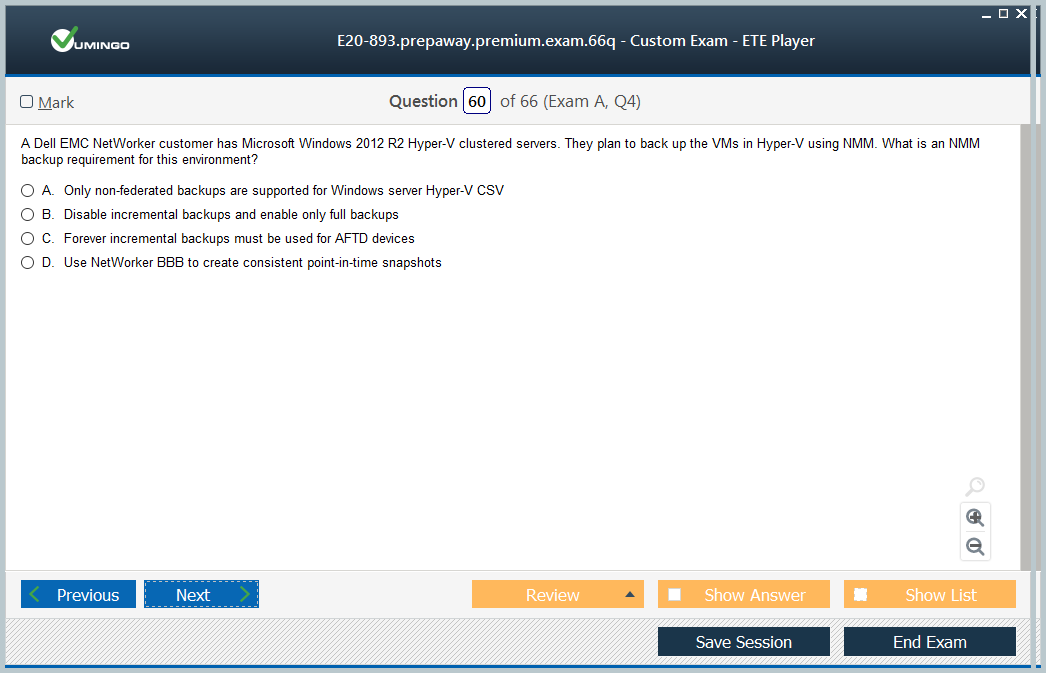 VUMINGO
E20-893.prepaway.premium.exam.66q - Custom Exam - ETE Player
Mark
Question 60 of 66 (Exam A, Q4)
A Dell EMC NetWorker customer has Microsoft Windows 2012 R2 Hyper-V clustered servers. They plan to back up the VMs in Hyper-V using NMM. What is an NMM
backup requirement for this environment?
A. Only non-federated backups are supported for Windows server Hyper-V CSV
B. Disable incremental backups and enable only full backups
C. Forever incremental backups must be used for AFTD devices
D. Use NetWorker BBB to create consistent point-in-time snapshots
Previous Next Review Show Answer Show List
Save Session End Exam